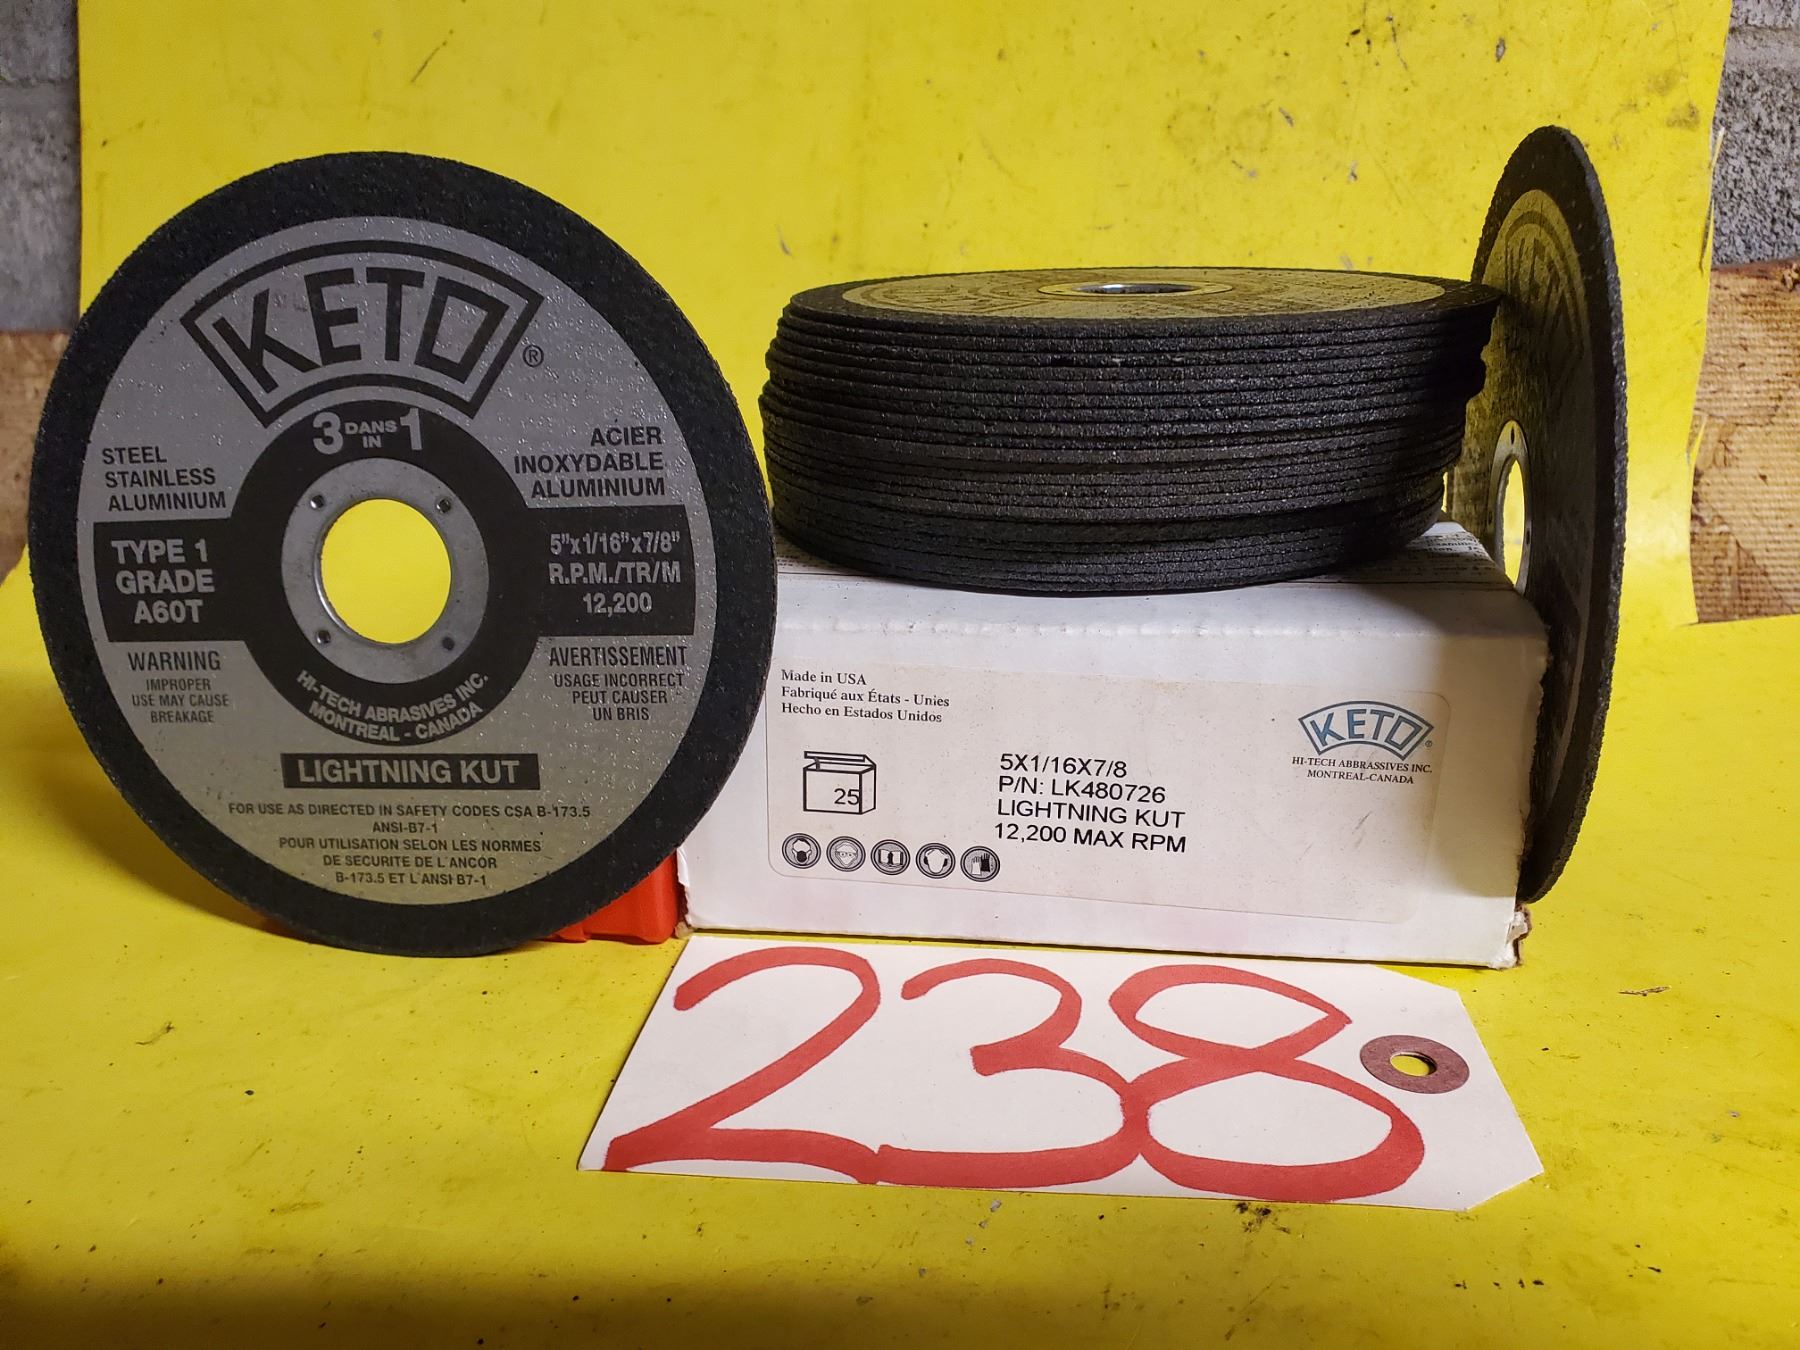 KETO
®
3 DANS IN 1
STEEL
STAINLESS
ALUMINIUM
ACIER
INOXYDABLE
ALUMINIUM
TYPE 1
GRADE
A60T
5"x1/16"x7/8"
R.P.M./TR/M
12,200
WARNING
IMPROPER
USE MAY CAUSE
BREAKAGE
AVERTISSEMENT
USAGE INCORRECT
PEUT CAUSER
UN BRIS
HI-TECH ABRASIVES INC.
MONTREAL - CANADA
LIGHTNING KUT
FOR USE AS DIRECTED IN SAFETY CODES CSA B-173.5
ANSI-B7-1
POUR UTILISATION SELON LES NORMES
DE SECURITE DE L'ANCOR
B-173.5 ET L'ANSI B7-1
Made in USA
Fabriqué aux États - Unies
Hecho en Estados Unidos
25
5X1/16X7/8
P/N: LK480726
LIGHTNING KUT
12,200 MAX RPM
KETO®
HI-TECH ABBRASSIVES INC.
MONTREAL-CANADA
238